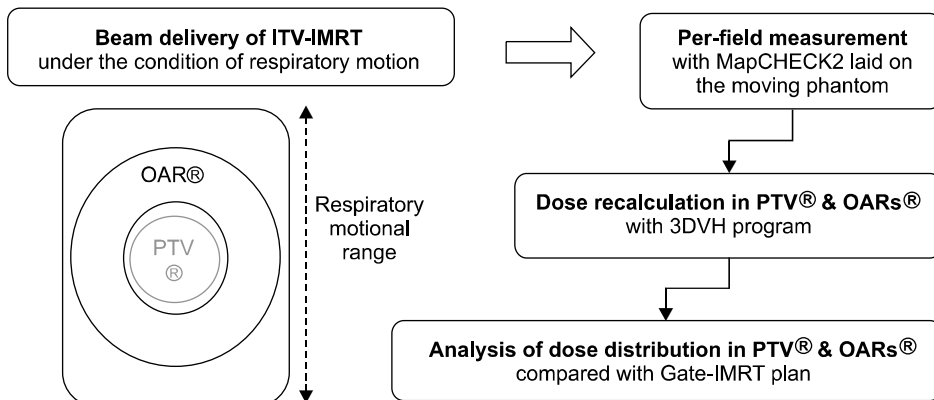 Beam delivery of ITV-IMRT
under the condition of respiratory motion
Per-field measurement
with MapCHECK2 laid on
the moving phantom
OAR®
PTV
®
Respiratory
motional
range
Dose recalculation in PTV® & OARs®
with 3DVH program
Analysis of dose distribution in PTV® & OARs®
compared with Gate-IMRT plan